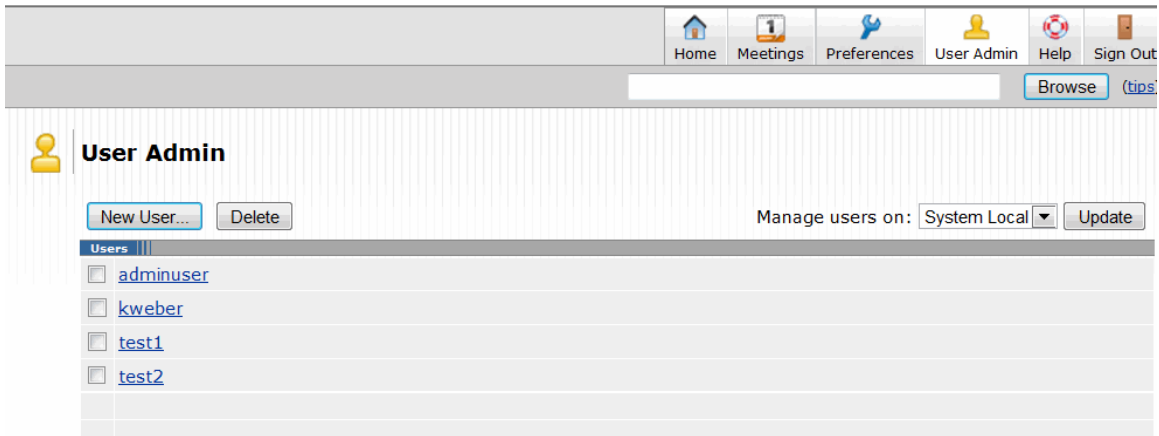 1
Home Meetings Preferences User Admin Help Sign Out
Browse (tips)
User Admin
New User... Delete Manage users on: System Local Update
Users
adminuser
kweber
test1
test2